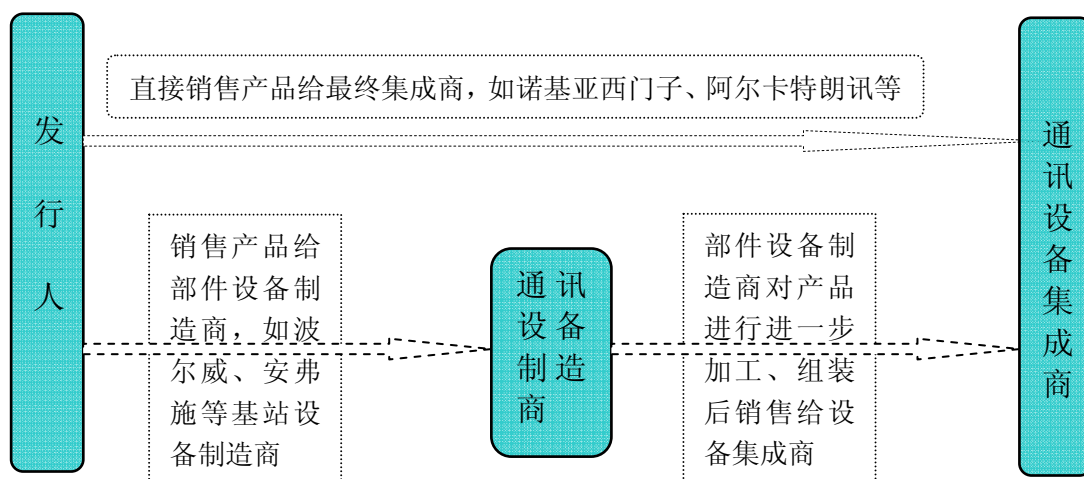 发行人
直接销售产品给最终集成商，如诺基亚西门子、阿尔卡特朗讯等
销售产品给
部件设备制
造商，如波
尔威、安弗
施等基站设
备制造商
通讯
设备
制造
商
部件设备制
造商对产品
进行进一步
加工、组装
后销售给设
备集成商
通讯设备集成商